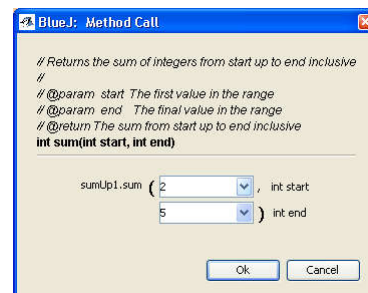 BlueJ: Method Call
// Returns the sum of integers from start up to end inclusive
//
// @param start The first value in the range
// @param end The final value in the range
// @return The sum from start up to end inclusive
int sum(int start, int end)
sumUp1.sum ( 2 , int start
5 ) int end
Ok Cancel